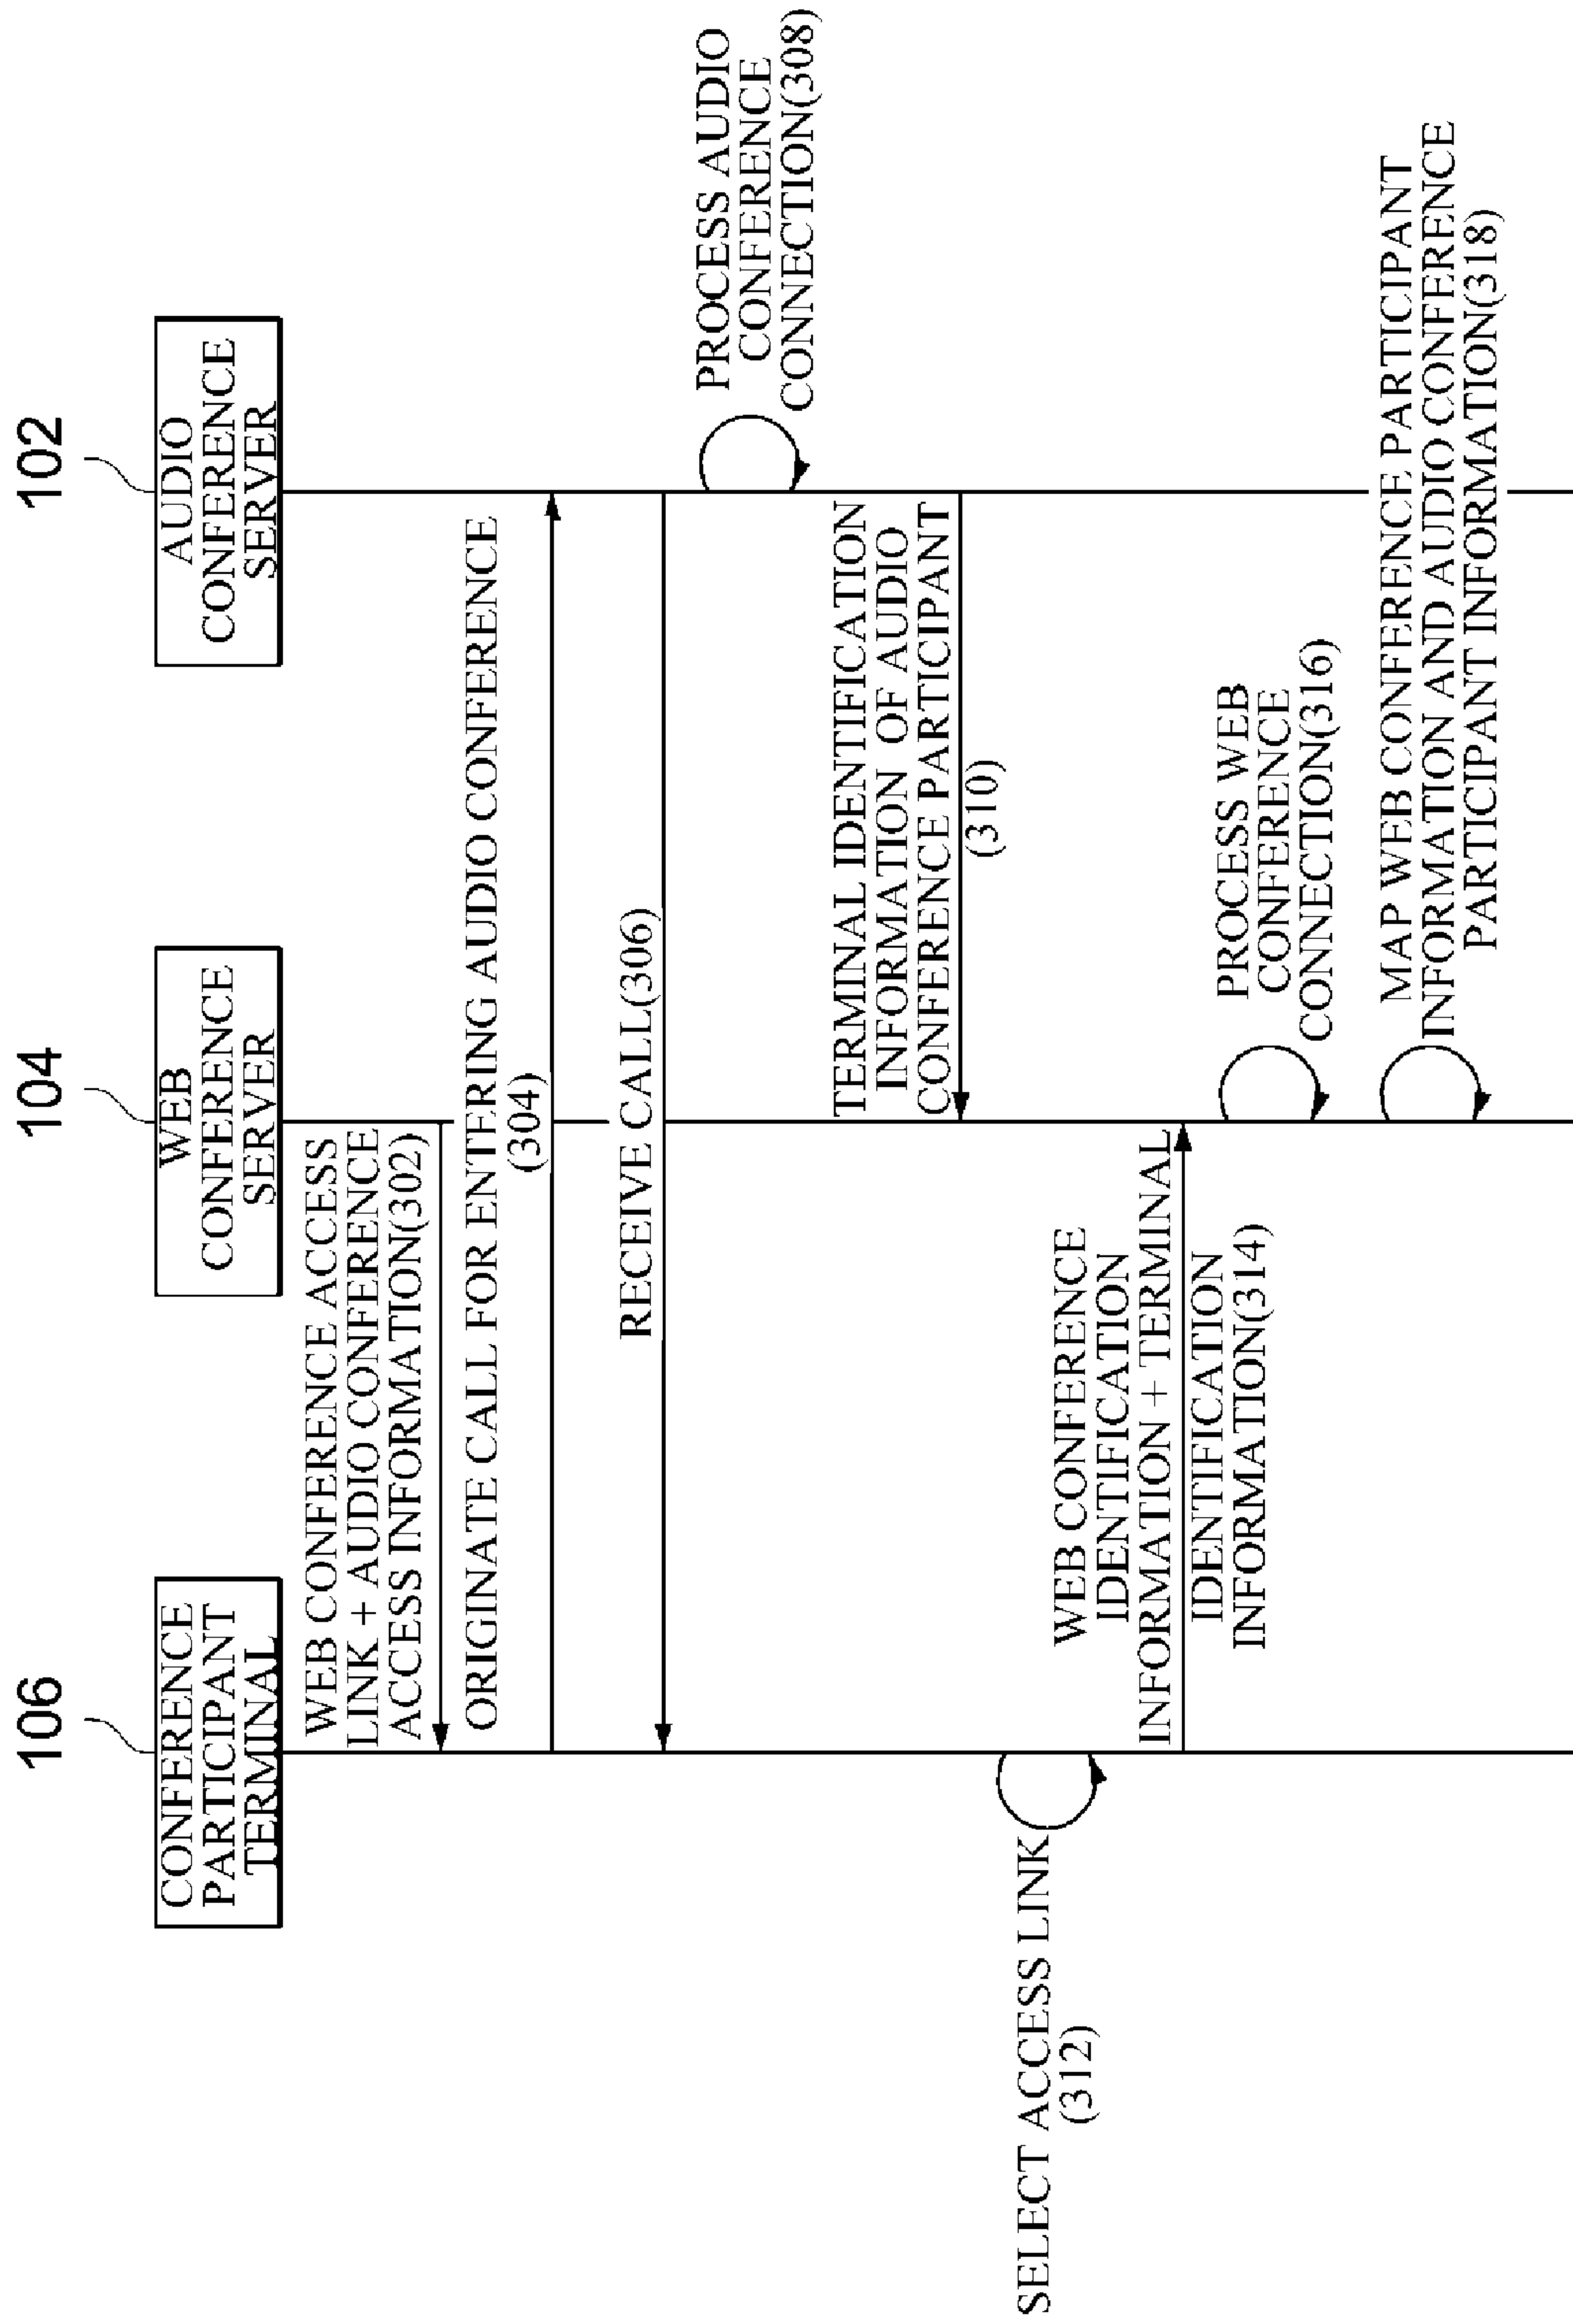 106
104
102
CONFERENCE
PARTICIPANT
TERMINAL
WEB
CONFERENCE
SERVER
AUDIO
CONFERENCE
SERVER
WEB CONFERENCE ACCESS
LINK + AUDIO CONFERENCE
ACCESS INFORMATION(302)
ORIGINATE CALL FOR ENTERING AUDIO CONFERENCE
(304)
RECEIVE CALL(306)
PROCESS AUDIO
CONFERENCE
CONNECTION(308)
TERMINAL IDENTIFICATION
INFORMATION OF AUDIO
CONFERENCE PARTICIPANT
(310)
SELECT ACCESS LINK
(312)
WEB CONFERENCE
IDENTIFICATION
INFORMATION + TERMINAL
IDENTIFICATION
INFORMATION(314)
PROCESS WEB
CONFERENCE
CONNECTION(316)
MAP WEB CONFERENCE PARTICIPANT
INFORMATION AND AUDIO CONFERENCE
PARTICIPANT INFORMATION(318)